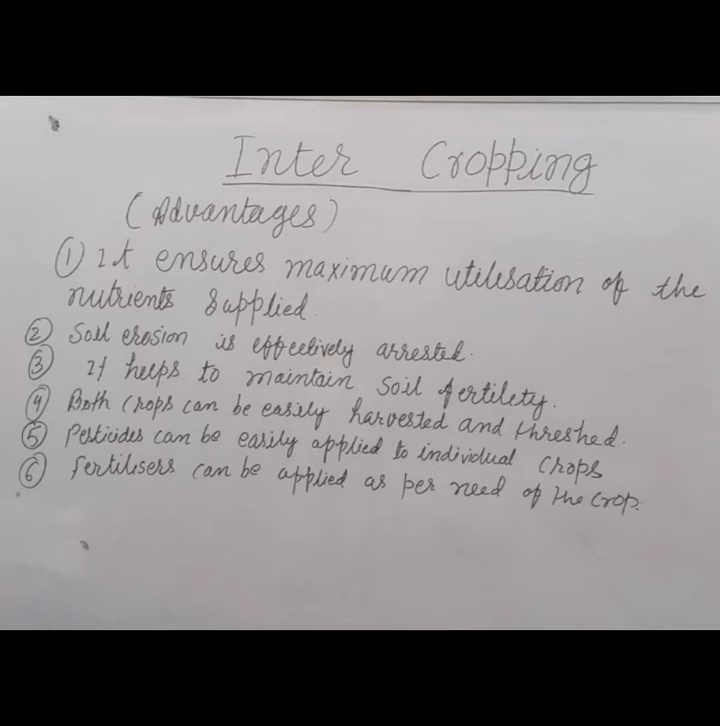 Inter Cropping
(Advantages)
① It ensures maximum utilisation of the
nutrients supplied.
② Soil erosion is effectively arrested.
③ It helps to maintain soil fertility.
④ Both crops can be easily harvested and threshed.
⑤ Pesticides can be easily applied to individual crops
⑥ Fertilisers can be applied as per need of the crop.